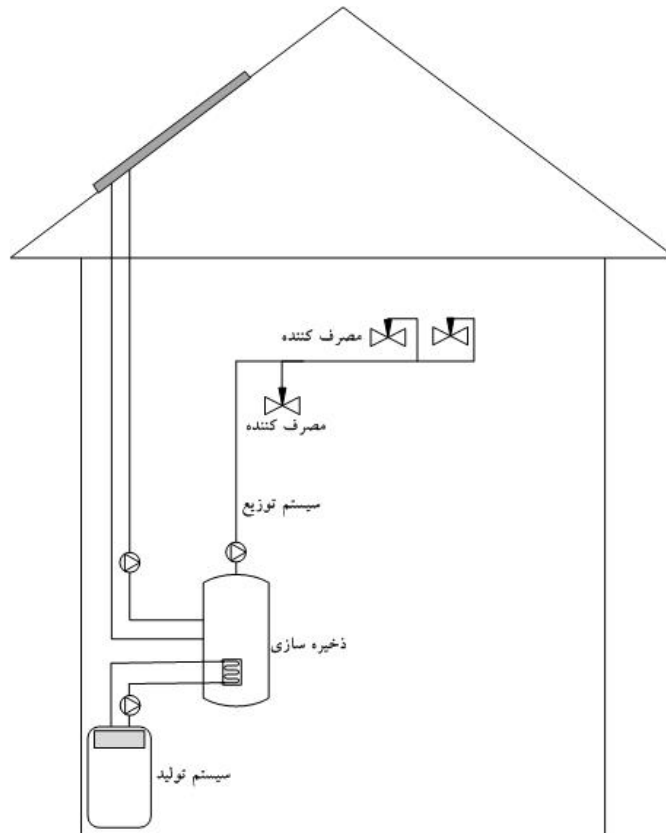 مصرف کننده
مصرف کننده
سیستم توزیع
ذخیره سازی
سیستم تولید